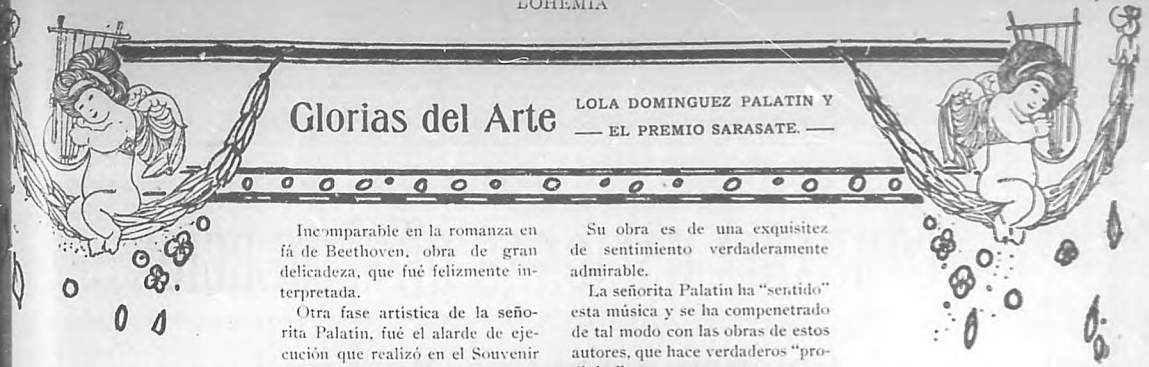 BOHEMIA
Glorias del Arte
LOLA DOMINGUEZ PALATIN Y
EL PREMIO SARASATE.
Incomparable en la romanza en
fá de Beethoven, obra de gran
delicadeza, que fué felizmente in-
terpretada.
Otra fase artistica de la seño-
rita Palatin, fué el alarde de eje-
cución que realizó en el Souvenir
Su obra es de una exquisitez
de sentimiento verdaderamente
admirable.
La señorita Palatin ha "sentido"
esta música y se ha compenetrado
de tal modo con las obras de estos
autores, que hace verdaderos "pro-